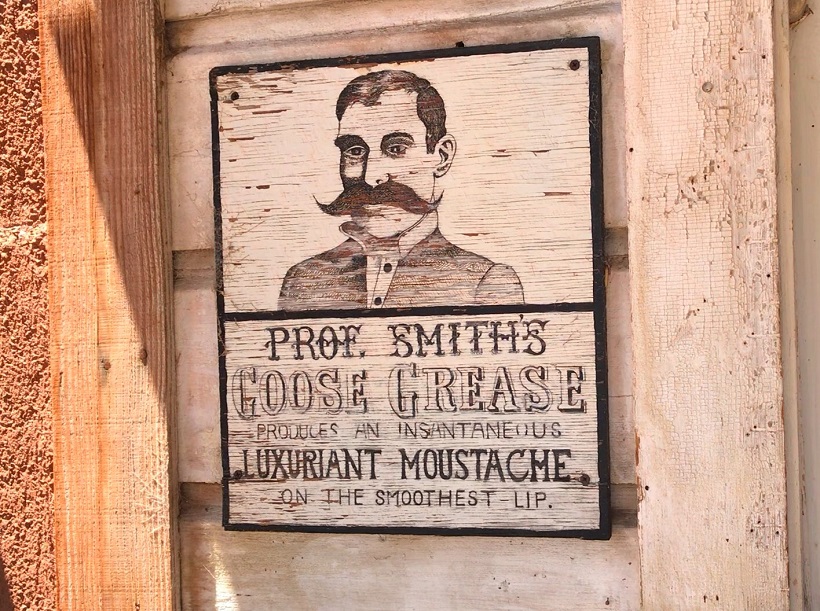 PROF. SMITH'S
GOOSE GREASE
PRODUCES AN INSANTANEOUS
LUXURIANT MOUSTACHE
ON THE SMOOTHEST LIP.